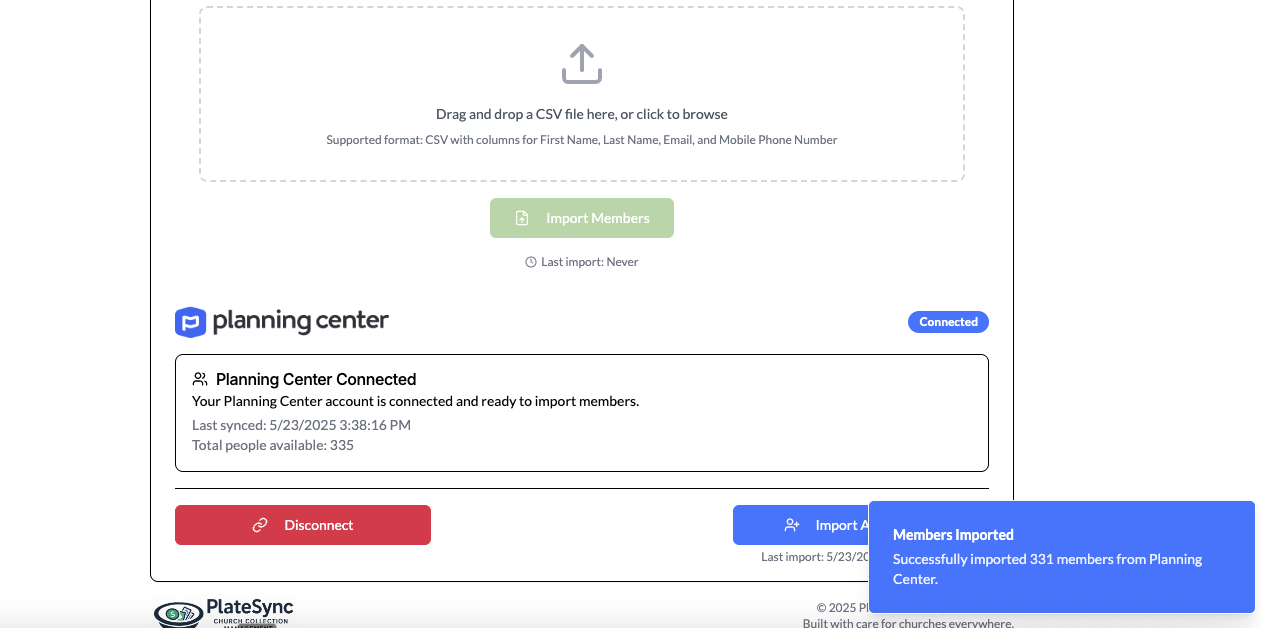 Drag and drop a CSV file here, or click to browse
Supported format: CSV with columns for First Name, Last Name, Email, and Mobile Phone Number
Import Members
Last import: Never
planning center
Connected
Planning Center Connected
Your Planning Center account is connected and ready to import members.
Last synced: 5/23/2025 3:38:16 PM
Total people available: 335
Disconnect
Import A
Last import: 5/23/20
Members Imported
Successfully imported 331 members from Planning
Center.
PlateSync
CHURCH COLLECTION
MANAGEMENT
© 2025 Pl
Built with care for churches everywhere.